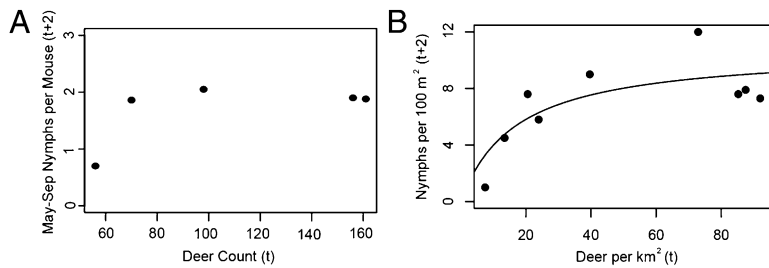 A
May-Sep Nymphs per Mouse (t+2)
3
2
1
0
60 80 100 120 140 160
Deer Count (t)
B
Nymphs per 100 m² (t+2)
12
8
4
0
20 40 60 80
Deer per km² (t)